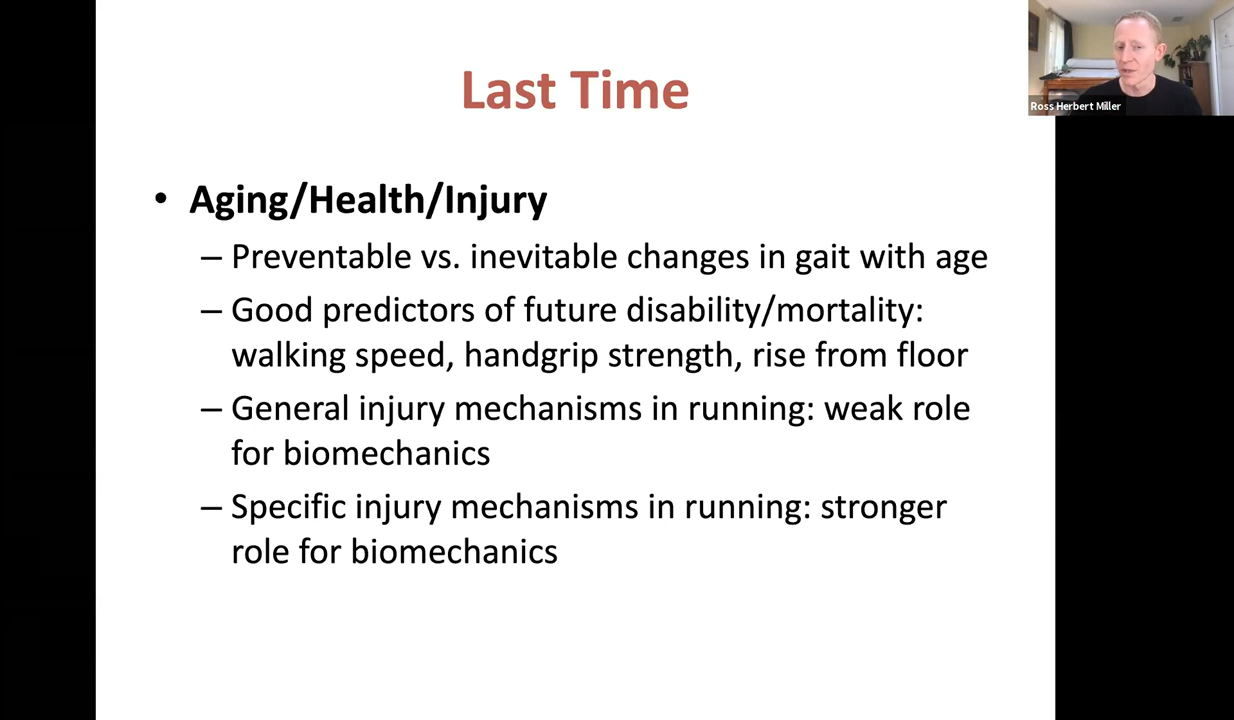 Last Time
Ross Herbert Miller
• Aging/Health/Injury
– Preventable vs. inevitable changes in gait with age
– Good predictors of future disability/mortality:
walking speed, handgrip strength, rise from floor
– General injury mechanisms in running: weak role
for biomechanics
– Specific injury mechanisms in running: stronger
role for biomechanics